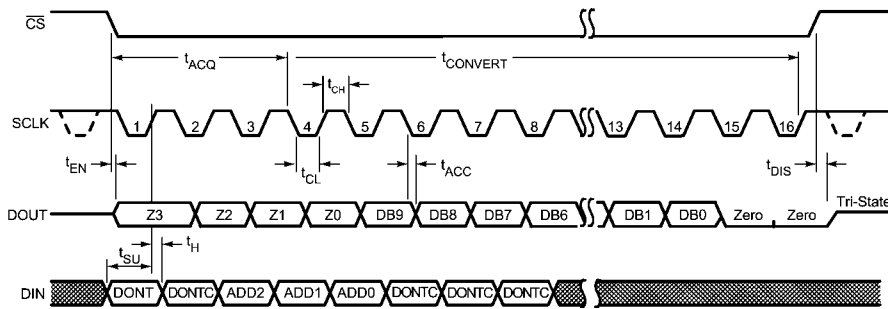 CS
tACQ
tCONVERT
tCH
SCLK
1 2 3 4 5 6 7 8 13 14 15 16
tEN
tCL
tACC
tDIS
DOUT
Z3 Z2 Z1 Z0 DB9 DB8 DB7 DB6 DB1 DB0 Zero Zero
Tri-State
tSU
tH
DIN
DONT DONTC ADD2 ADD1 ADD0 DONTC DONTC DONTC